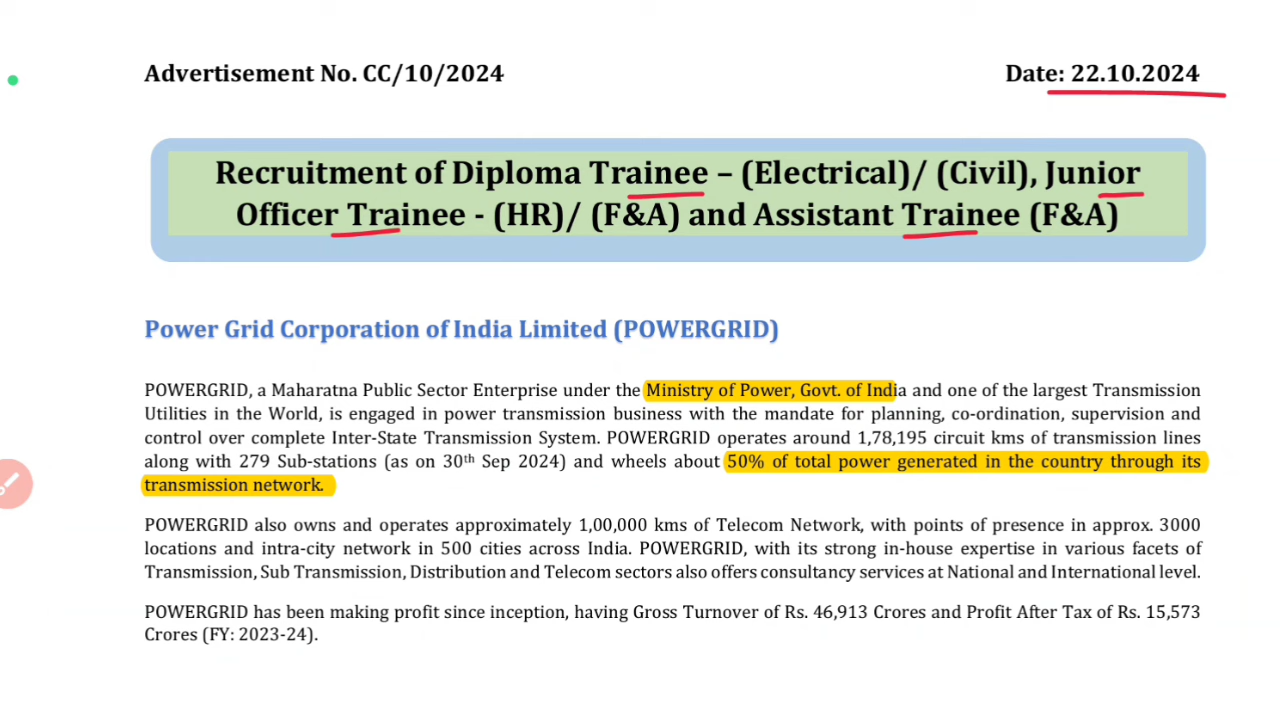 Advertisement No. CC/10/2024 Date: 22.10.2024
Recruitment of Diploma Trainee – (Electrical)/ (Civil), Junior
Officer Trainee - (HR)/ (F&A) and Assistant Trainee (F&A)
Power Grid Corporation of India Limited (POWERGRID)
POWERGRID, a Maharatna Public Sector Enterprise under the Ministry of Power, Govt. of India and one of the largest Transmission
Utilities in the World, is engaged in power transmission business with the mandate for planning, co-ordination, supervision and
control over complete Inter-State Transmission System. POWERGRID operates around 1,78,195 circuit kms of transmission lines
along with 279 Sub-stations (as on 30th Sep 2024) and wheels about 50% of total power generated in the country through its
transmission network.
POWERGRID also owns and operates approximately 1,00,000 kms of Telecom Network, with points of presence in approx. 3000
locations and intra-city network in 500 cities across India. POWERGRID, with its strong in-house expertise in various facets of
Transmission, Sub Transmission, Distribution and Telecom sectors also offers consultancy services at National and International level.
POWERGRID has been making profit since inception, having Gross Turnover of Rs. 46,913 Crores and Profit After Tax of Rs. 15,573
Crores (FY: 2023-24).